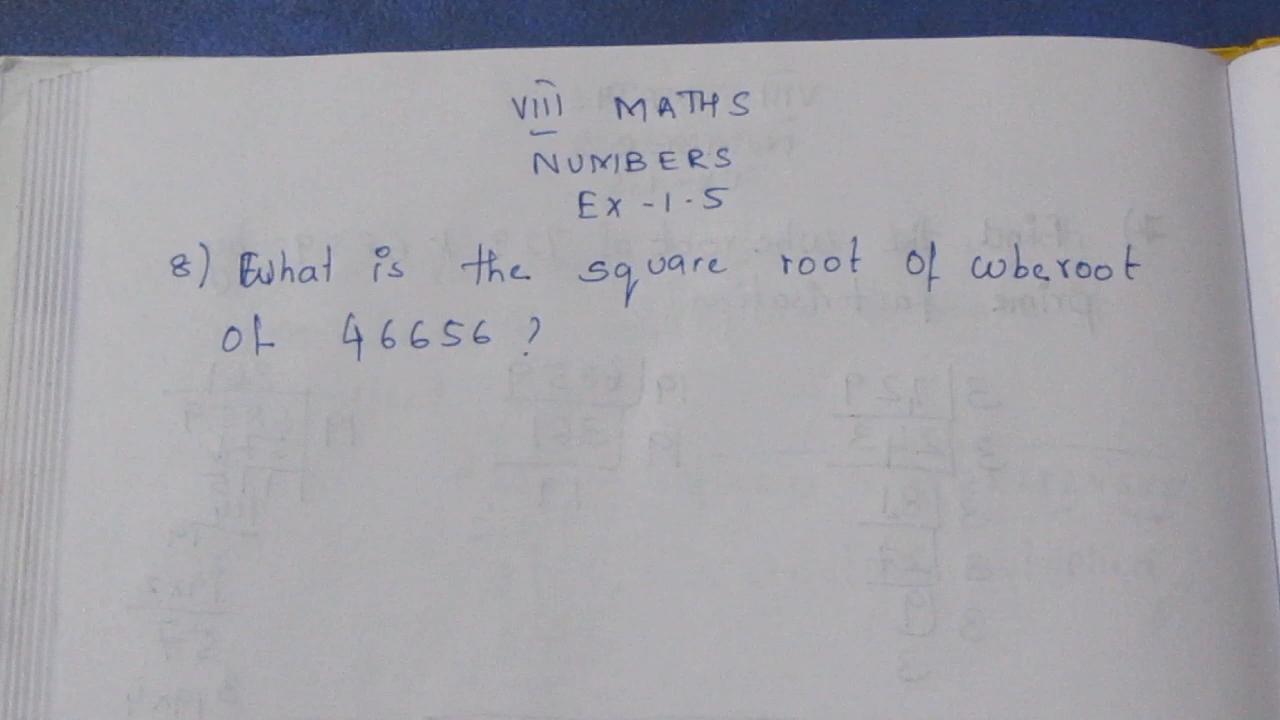 VIII MATHS
NUMBERS
Ex - 1.5
8) What is the square root of cuberoot
of 46656 ?